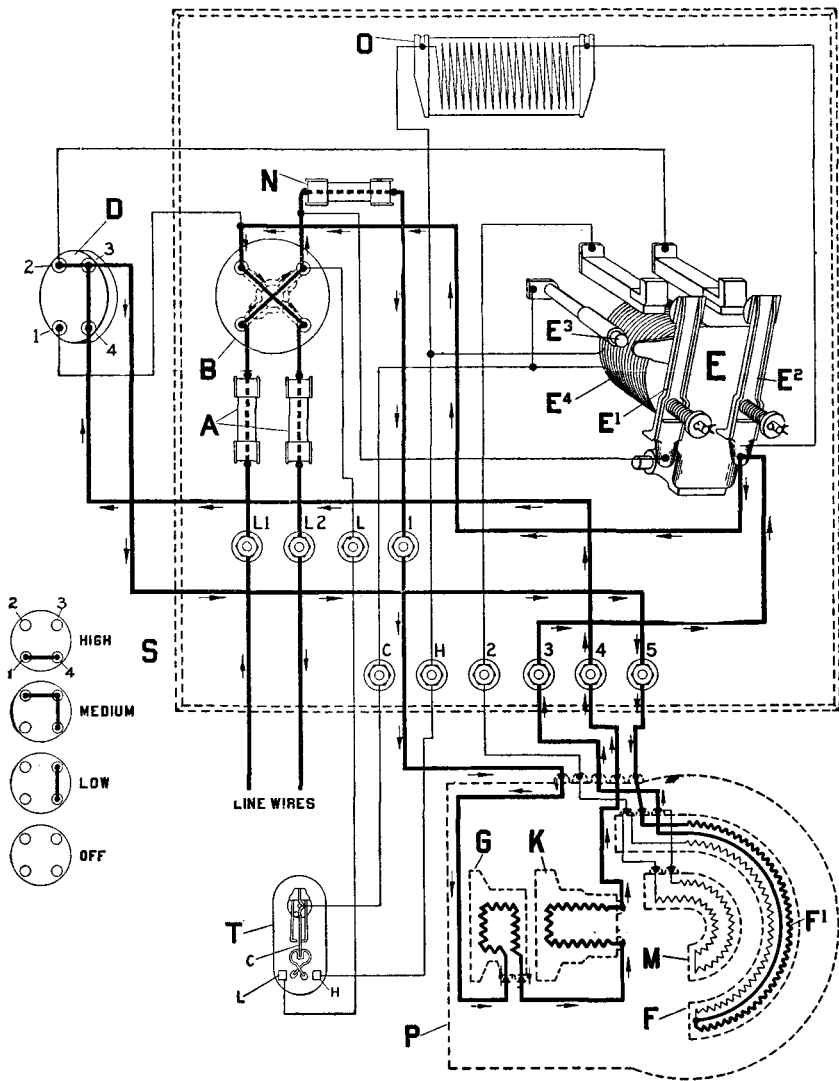 O
N
D
3
2
1
4
B
A
E³
E
E²
E⁴
E¹
L1
L2
L
1
2
3
HIGH
1
4
S
C
H
2
3
4
5
MEDIUM
LOW
LINE WIRES
OFF
G
K
F¹
T
C
M
L
H
F
P